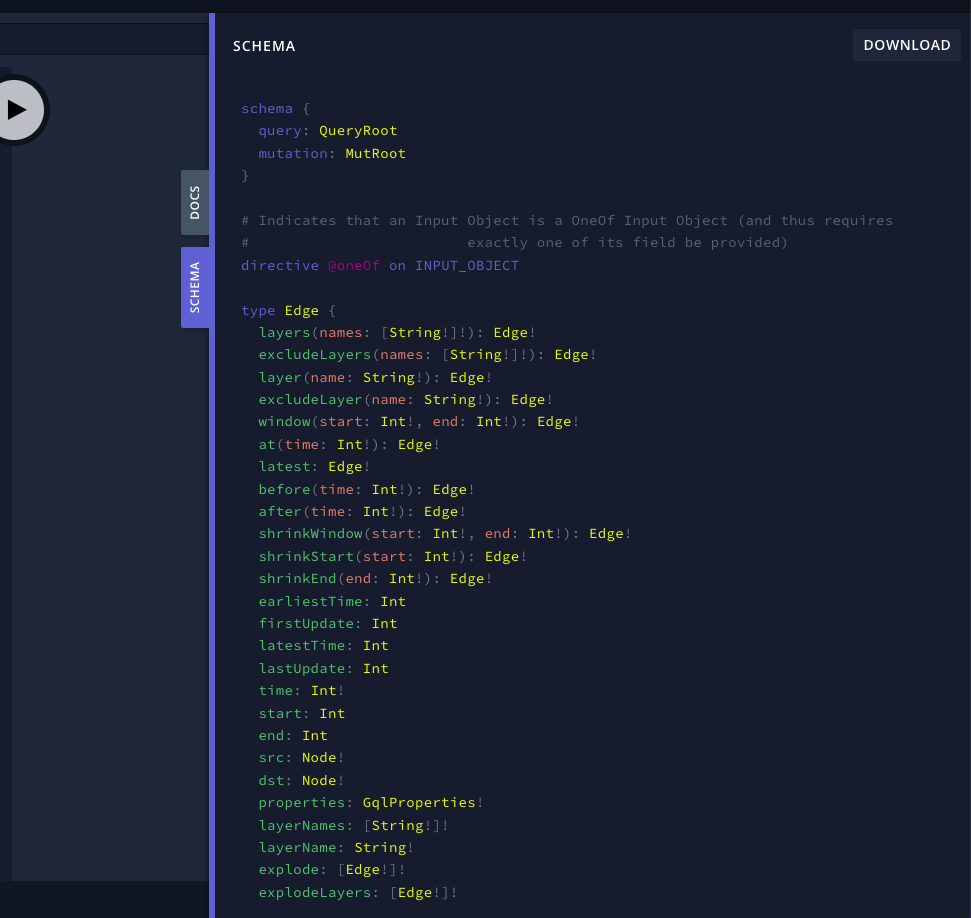 SCHEMA
DOWNLOAD
DOCS
SCHEMA
schema {
  query: QueryRoot
  mutation: MutRoot
}

# Indicates that an Input Object is a OneOf Input Object (and thus requires
#                         exactly one of its field be provided)
directive @oneOf on INPUT_OBJECT

type Edge {
  layers(names: [String!]!): Edge!
  excludeLayers(names: [String!]!): Edge!
  layer(name: String!): Edge!
  excludeLayer(name: String!): Edge!
  window(start: Int!, end: Int!): Edge!
  at(time: Int!): Edge!
  latest: Edge!
  before(time: Int!): Edge!
  after(time: Int!): Edge!
  shrinkWindow(start: Int!, end: Int!): Edge!
  shrinkStart(start: Int!): Edge!
  shrinkEnd(end: Int!): Edge!
  earliestTime: Int
  firstUpdate: Int
  latestTime: Int
  lastUpdate: Int
  time: Int!
  start: Int
  end: Int
  src: Node!
  dst: Node!
  properties: GqlProperties!
  layerNames: [String!]!
  layerName: String!
  explode: [Edge!]!
  explodeLayers: [Edge!]!